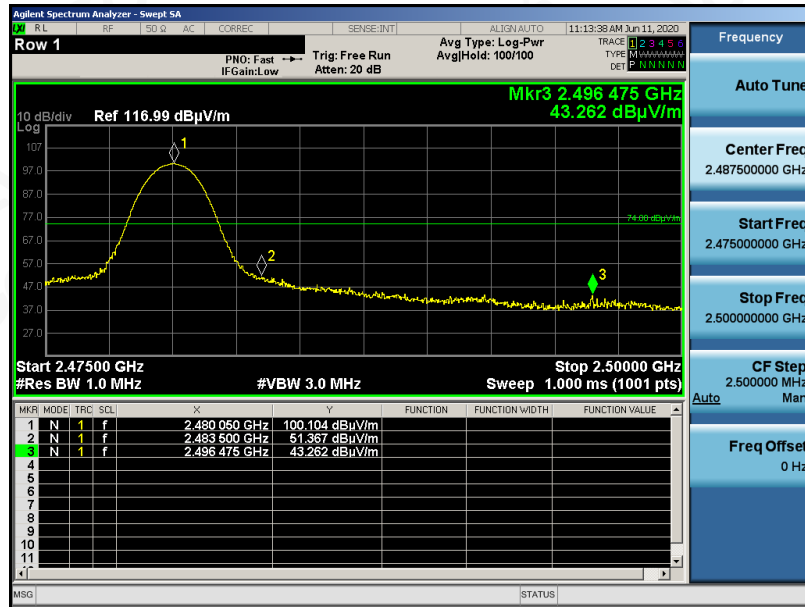 Agilent Spectrum Analyzer - Swept SA
LXI RL RF 50 Ω AC CORREC SENSE:INT ALIGN AUTO 11:13:38 AM Jun 11, 2020
Row 1
PNO: Fast
IFGain:Low
Trig: Free Run
Atten: 20 dB
Avg Type: Log-Pwr
Avg|Hold: 100/100
TRACE 1 2 3 4 5 6
TYPE M
DET P N N N N N
Mkr3 2.496 475 GHz
43.262 dBµV/m
10 dB/div Ref 116.99 dBµV/m
Log
107
97.0
87.0
77.0
67.0
57.0
47.0
37.0
27.0
1
2
3
74.00 dBµV/m
Start 2.47500 GHz Stop 2.50000 GHz
#Res BW 1.0 MHz #VBW 3.0 MHz Sweep 1.000 ms (1001 pts)
MKR MODE TRC SCL X Y FUNCTION FUNCTION WIDTH FUNCTION VALUE
1 N 1 f 2.480 050 GHz 100.104 dBµV/m
2 N 1 f 2.483 500 GHz 51.367 dBµV/m
3 N 1 f 2.496 475 GHz 43.262 dBµV/m
4
5
6
7
8
9
10
11
MSG STATUS
Frequency
Auto Tune
Center Freq
2.487500000 GHz
Start Freq
2.475000000 GHz
Stop Freq
2.500000000 GHz
CF Step
2.500000 MHz
Auto Man
Freq Offset
0 Hz